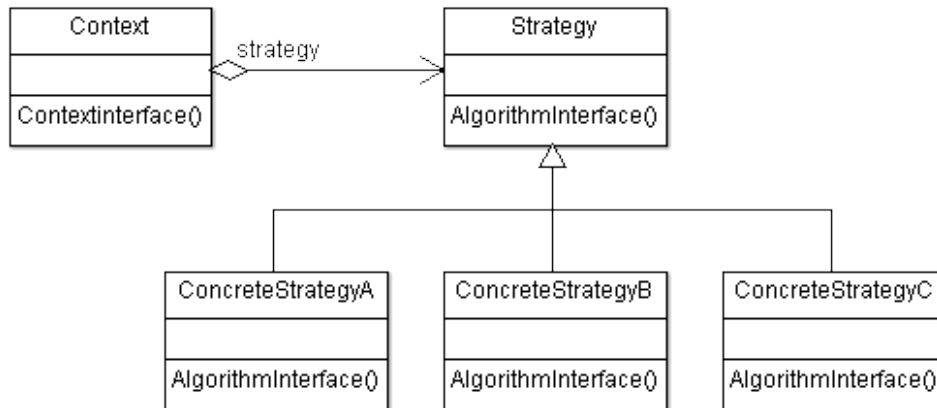 Context
strategy
Strategy
Contextinterface()
AlgorithmInterface()
ConcreteStrategyA
ConcreteStrategyB
ConcreteStrategyC
AlgorithmInterface()
AlgorithmInterface()
AlgorithmInterface()